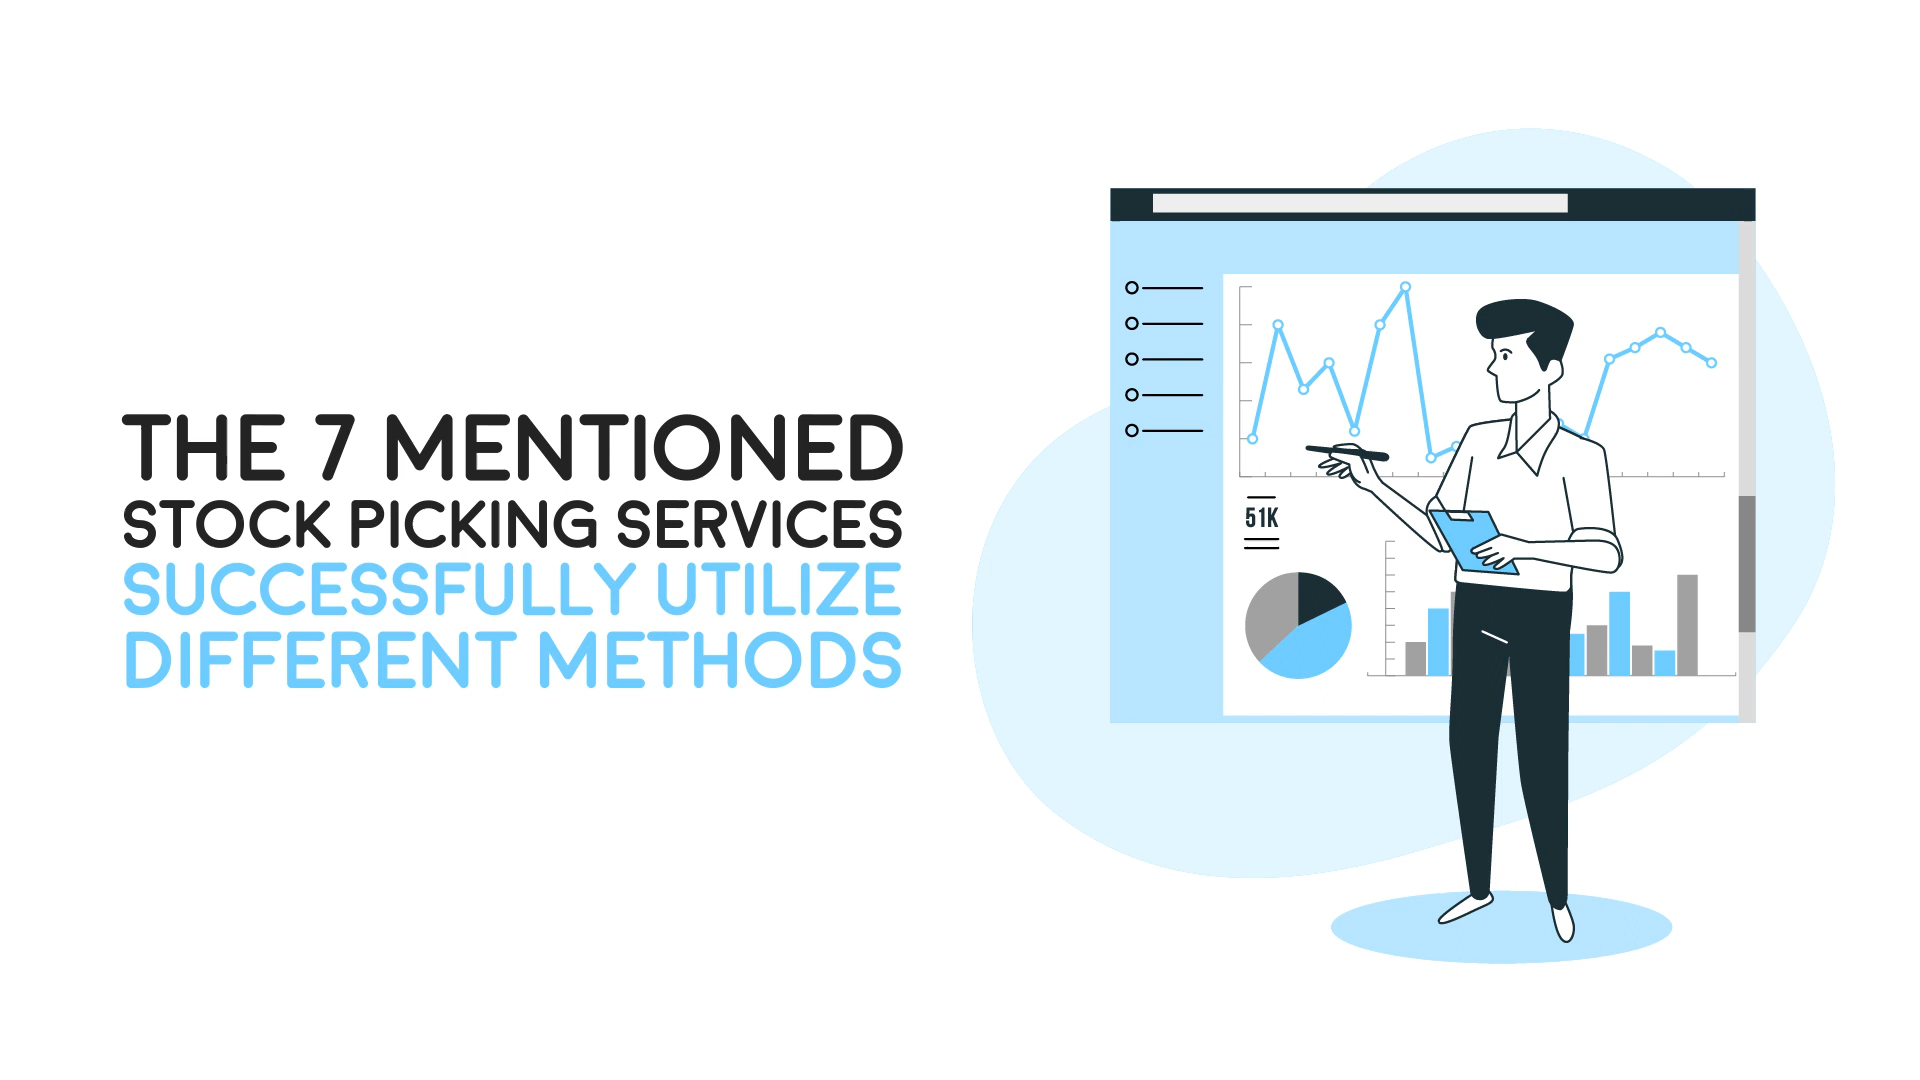 THE 7 MENTIONED
STOCK PICKING SERVICES
SUCCESSFULLY UTILIZE
DIFFERENT METHODS
51K